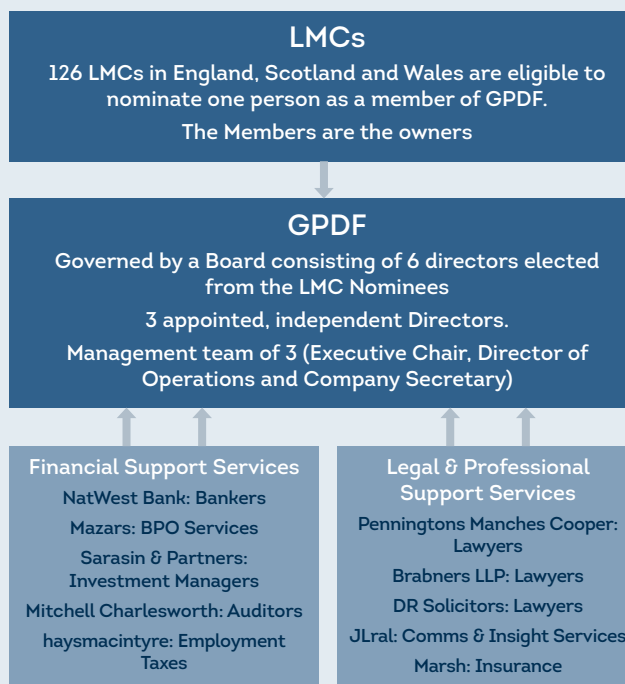 LMCs
126 LMCs in England, Scotland and Wales are eligible to
nominate one person as a member of GPDF.
The Members are the owners
GPDF
Governed by a Board consisting of 6 directors elected
from the LMC Nominees
3 appointed, independent Directors.
Management team of 3 (Executive Chair, Director of
Operations and Company Secretary)
Financial Support Services
NatWest Bank: Bankers
Mazars: BPO Services
Sarasin & Partners:
Investment Managers
Mitchell Charlesworth: Auditors
haysmacintyre: Employment
Taxes
Legal & Professional
Support Services
Penningtons Manches Cooper:
Lawyers
Brabners LLP: Lawyers
DR Solicitors: Lawyers
JLral: Comms & Insight Services
Marsh: Insurance